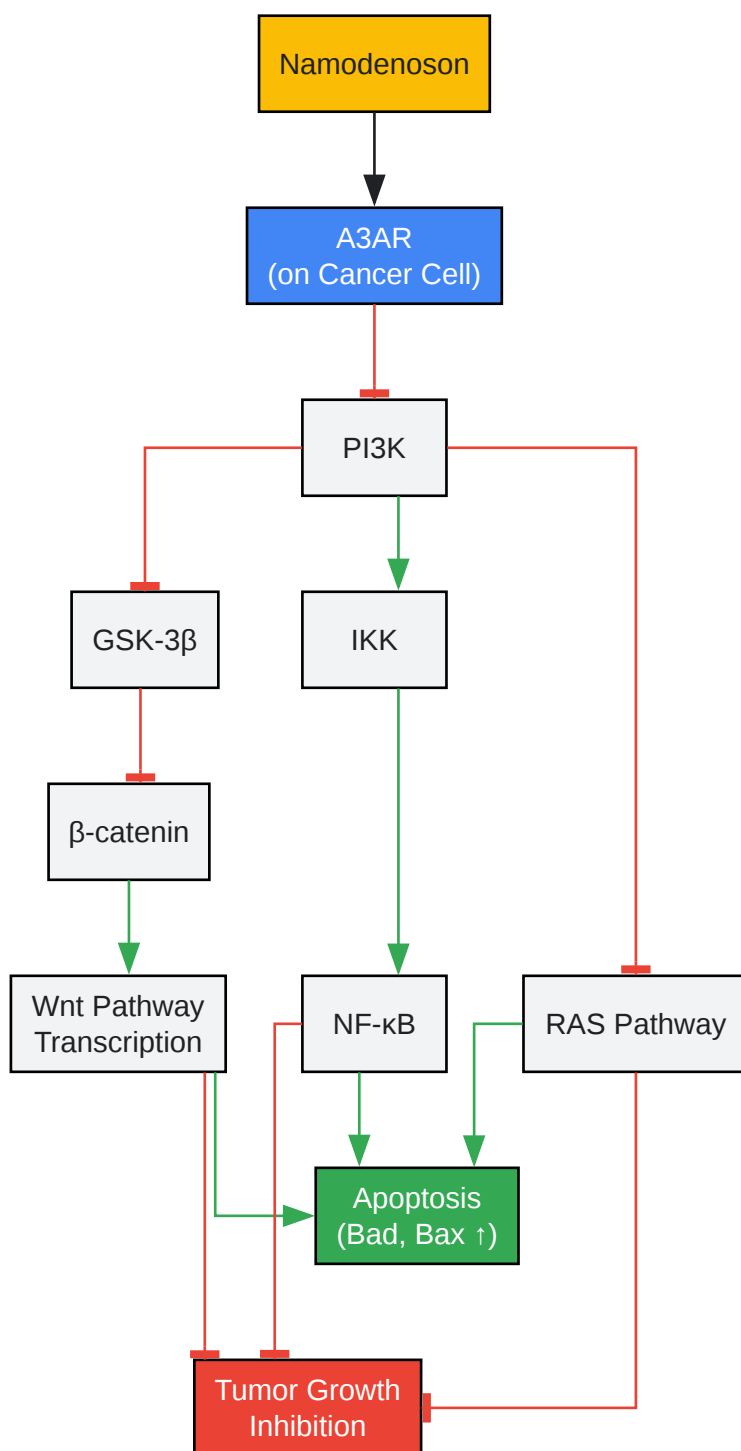 Namodenoson
A3AR
(on Cancer Cell)
PI3K
GSK-3β
IKK
β-catenin
Wnt Pathway
Transcription
NF-κB
RAS Pathway
Apoptosis
(Bad, Bax ↑)
Tumor Growth
Inhibition